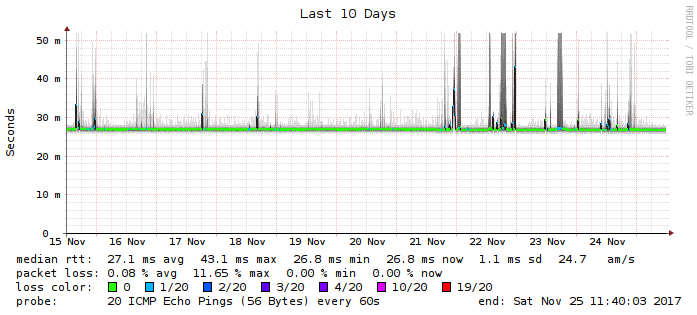 Last 10 Days
RRDTOOL / TOBI OETIKER
Seconds
50 m
40 m
30 m
20 m
10 m
0
15 Nov 16 Nov 17 Nov 18 Nov 19 Nov 20 Nov 21 Nov 22 Nov 23 Nov 24 Nov
median rtt: 27.1 ms avg 43.1 ms max 26.8 ms min 26.8 ms now 1.1 ms sd 24.7 am/s
packet loss: 0.08 % avg 11.65 % max 0.00 % min 0.00 % now
loss color: 0 1/20 2/20 3/20 4/20 10/20 19/20
probe: 20 ICMP Echo Pings (56 Bytes) every 60s end: Sat Nov 25 11:40:03 2017